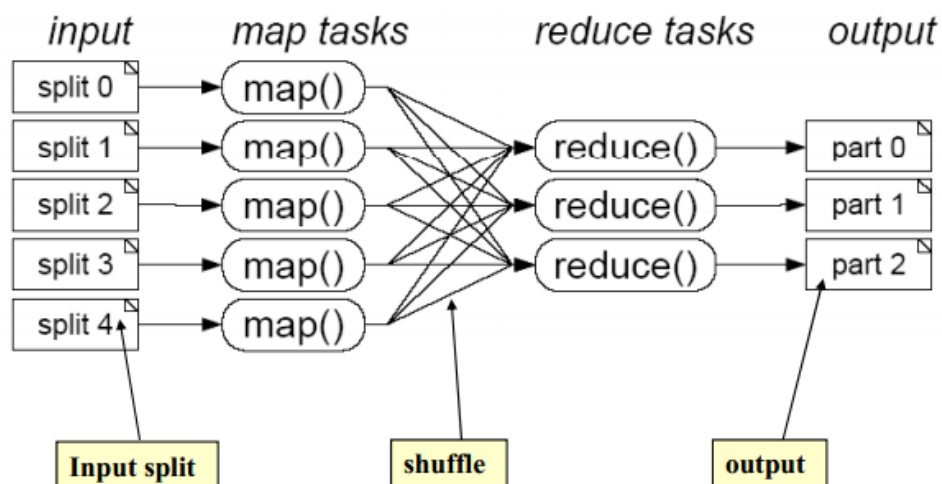 input map tasks reduce tasks output
split 0 map()
split 1 map() reduce() part 0
split 2 map() reduce() part 1
split 3 map() reduce() part 2
split 4 map()
Input split shuffle output